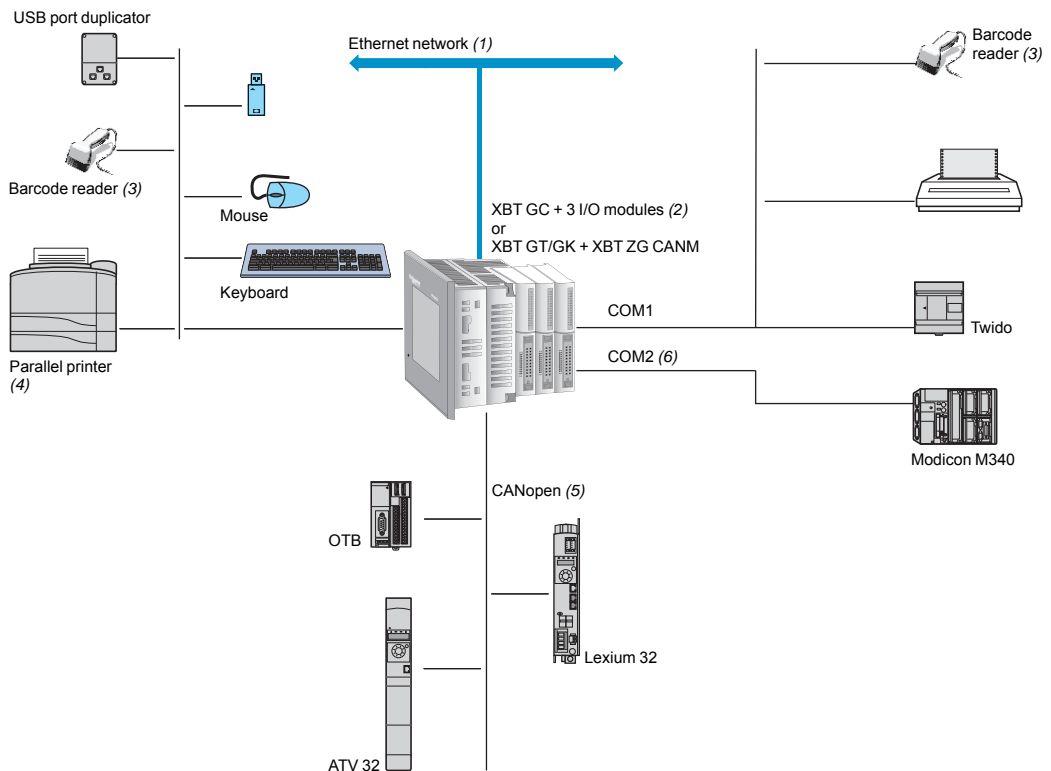 USB port duplicator
Ethernet network (1)
Barcode
reader (3)
Barcode reader (3)
Mouse
XBT GC + 3 I/O modules (2)
or
XBT GT/GK + XBT ZG CANM
Keyboard
COM1
Twido
COM2 (6)
Parallel printer
(4)
Modicon M340
CANopen (5)
OTB
Lexium 32
ATV 32